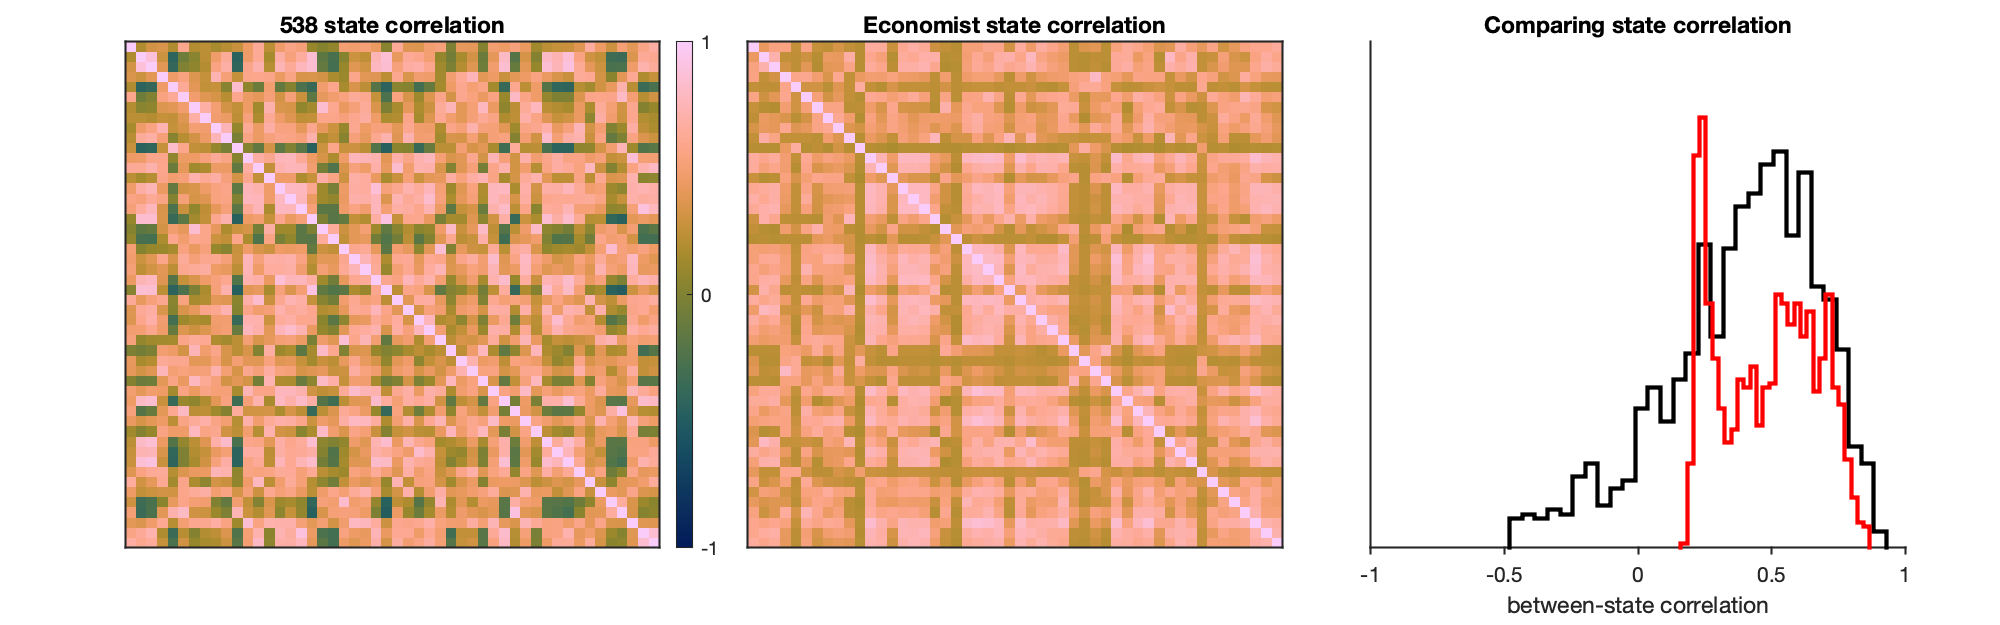 538 state correlation
Economist state correlation
Comparing state correlation
1
0
-1
-1
-0.5
0
0.5
1
between-state correlation